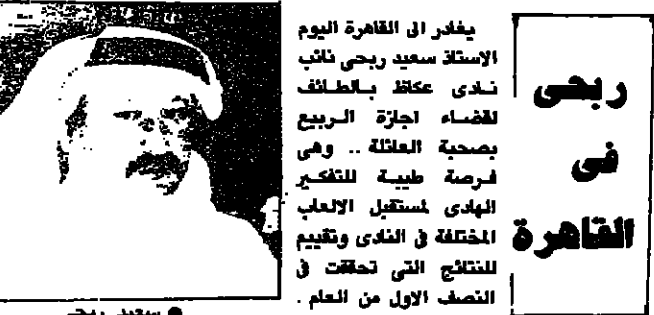 ربحى
فى
القاهرة
يغادر الى القاهرة اليوم
الاستاذ سعيد ربحى نائب
نادى عكاظ بالطائف
لقضاء اجازة الربيع
بصحبة العائلة .. وهى
فرصة طيبة للتفكير
الهادى لمستقبل الالعاب
المختلفة فى النادى وتقييم
للنتائج التى تحققت فى
النصف الاول من العام .
● سعيد ربحى